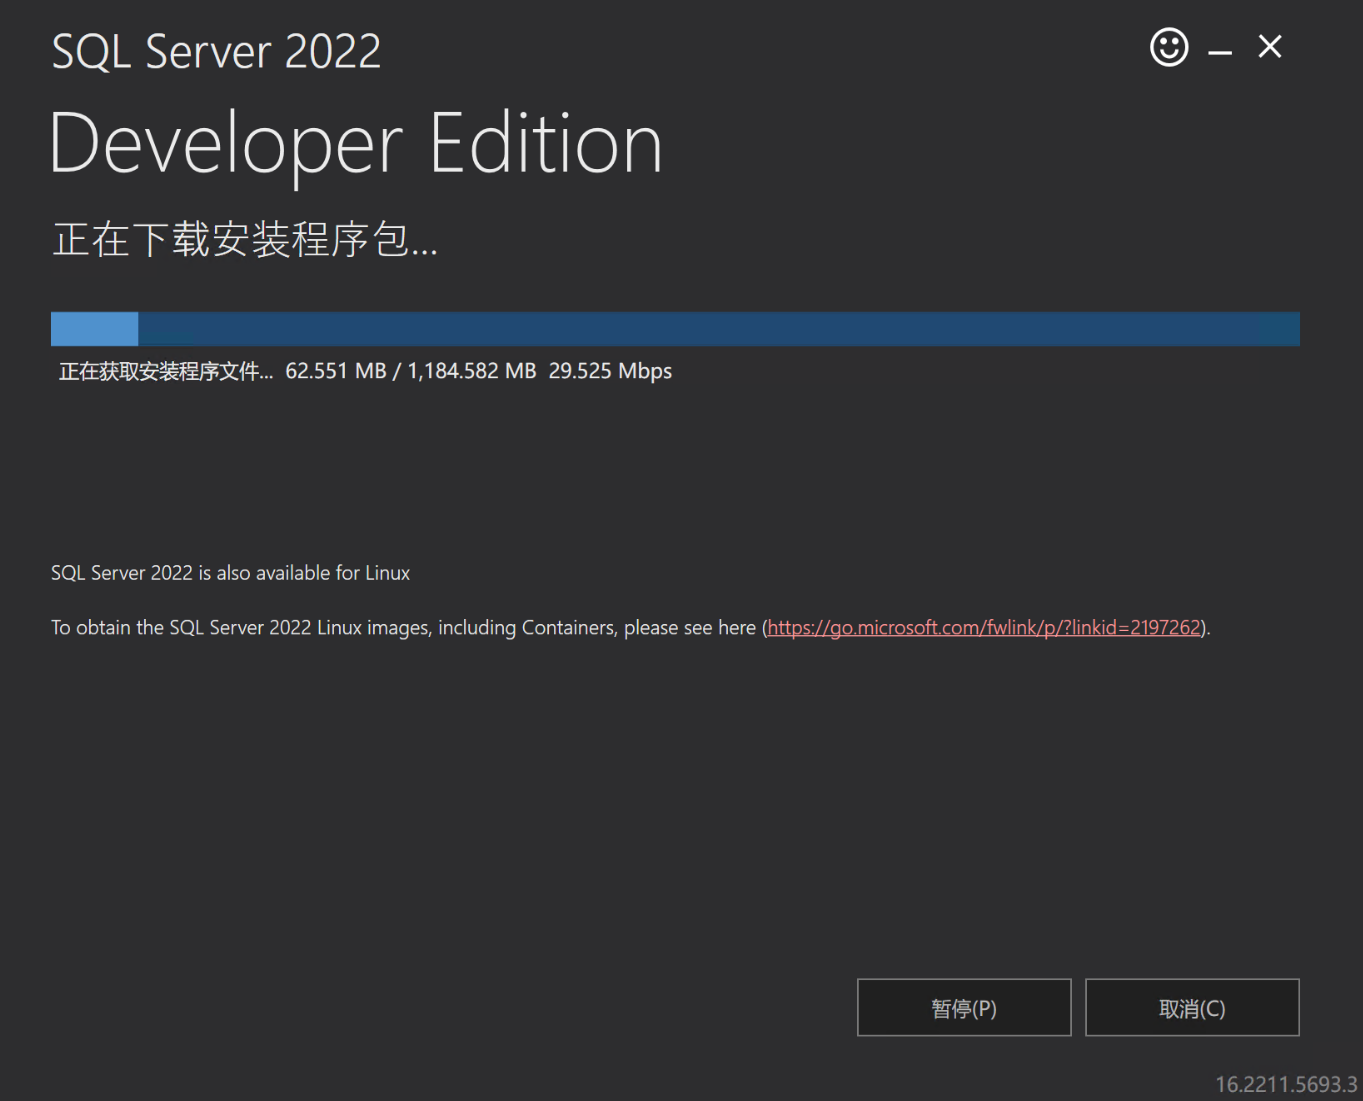 SQL Server 2022
Developer Edition
正在下载安装程序包...
正在获取安装程序文件... 62.551 MB / 1,184.582 MB 29.525 Mbps
SQL Server 2022 is also available for Linux
To obtain the SQL Server 2022 Linux images, including Containers, please see here (https://go.microsoft.com/fwlink/p/?linkid=2197262).
暂停(P) 取消(C)
16.2211.5693.3